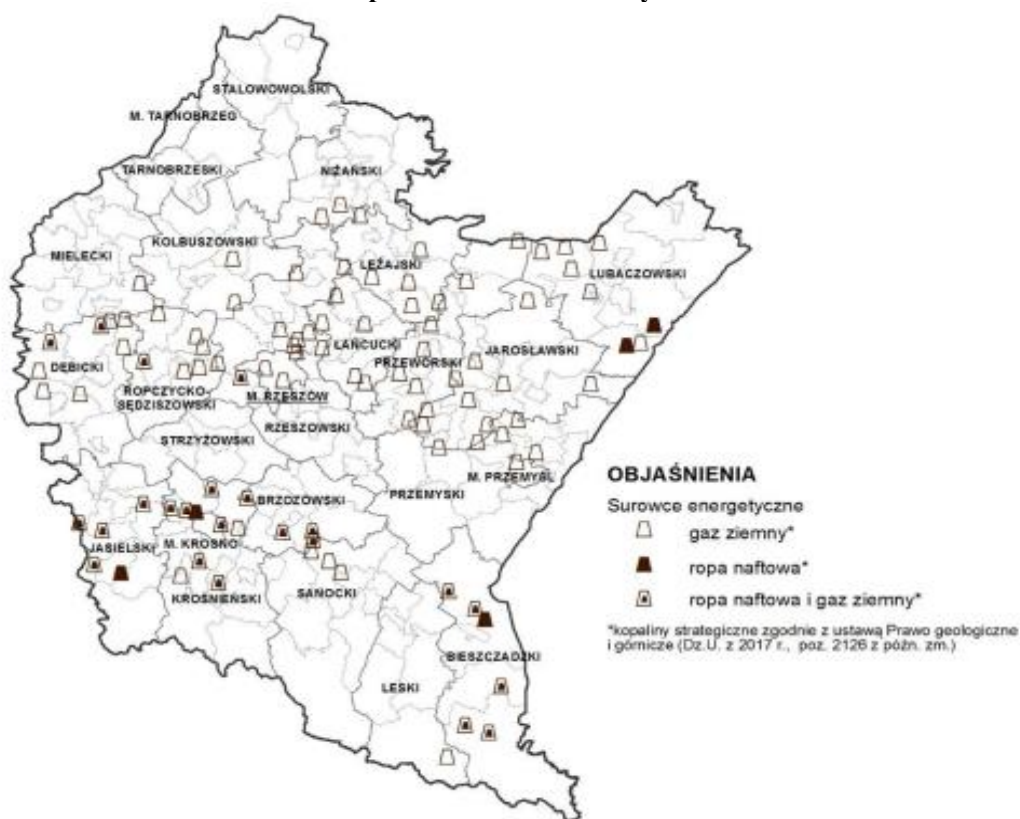 STALOWOWOLSKI
M. TARNOBRZEG
TARNOBRZESKI
NIŻAŃSKI
KOLBUSZOWSKI
MIELECKI
LEŻAJSKI
LUBACZOWSKI
ŁAŃCUCKI
JAROSŁAWSKI
PRZEWORSKI
DĘBICKI
ROPCZYCKO-
SĘDZISZOWSKI
M. RZESZÓW
RZESZOWSKI
STRZYŻOWSKI
M. PRZEMYŚL
PRZEMYSKI
BRZOZOWSKI
JASIELSKI
M. KROSNO
KROŚNIEŃSKI
SANOCKI
BIESZCZADZKI
LESKI
OBJAŚNIENIA
Surowce energetyczne
gaz ziemny*
ropa naftowa*
ropa naftowa i gaz ziemny*
*kopaliny strategiczne zgodnie z ustawą Prawo geologiczne
i górnicze (Dz.U. z 2017 r., poz. 2126 z późn. zm.)